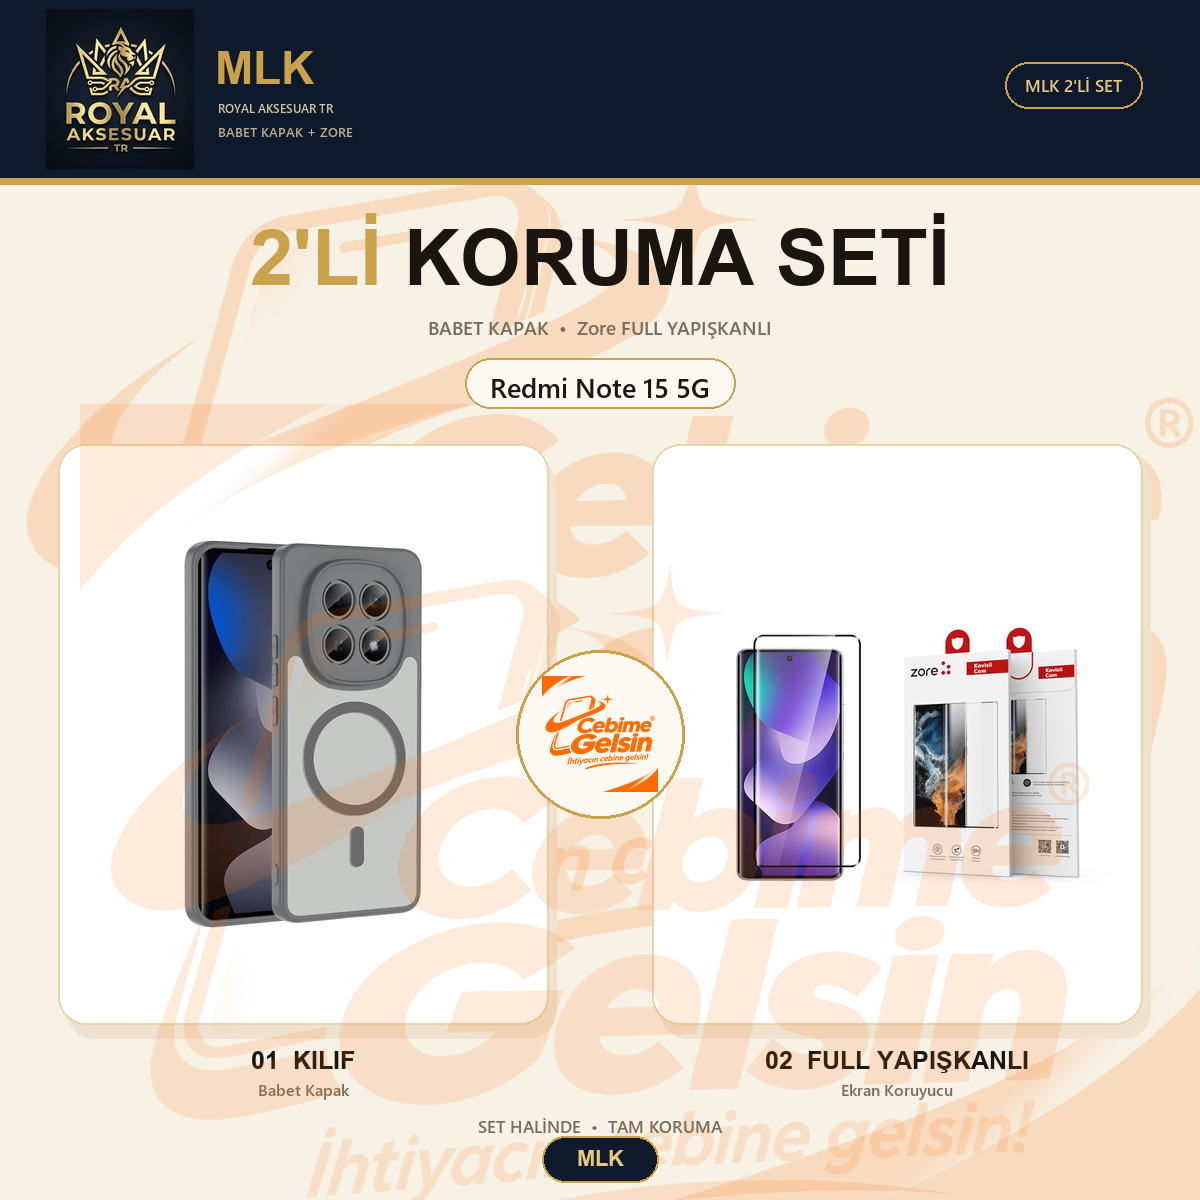 ROYAL
AKSESUAR
TR
MLK
ROYAL AKSESUAR TR
BABET KAPAK + ZORE
MLK 2'Lİ SET
2'Lİ KORUMA SETİ
BABET KAPAK • Zore FULL YAPIŞKANLI
Redmi Note 15 5G
Cebime®
Gelsin
İhtiyacın cebine gelsin!
zore
Kavisli
Cam
Kavisli
Cam
Cebime®
Gelsin
İhtiyacın cebine gelsin!
01 KILIF
Babet Kapak
02 FULL YAPIŞKANLI
Ekran Koruyucu
SET HALİNDE • TAM KORUMA
MLK